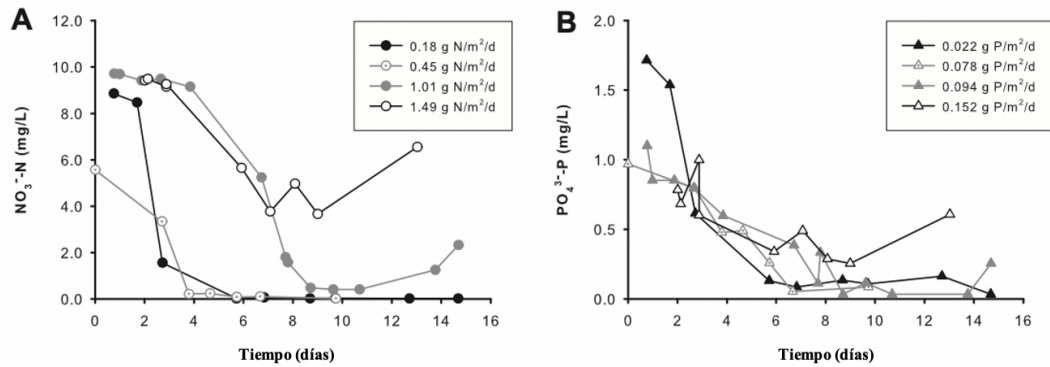 A
12.0
10.0
8.0
6.0
4.0
2.0
0.0
NO₃⁻-N (mg/L)
0.18 g N/m²/d
0.45 g N/m²/d
1.01 g N/m²/d
1.49 g N/m²/d
0 2 4 6 8 10 12 14 16
Tiempo (días)
B
2.0
1.5
1.0
0.5
0.0
PO₄³⁻-P (mg/L)
0.022 g P/m²/d
0.078 g P/m²/d
0.094 g P/m²/d
0.152 g P/m²/d
0 2 4 6 8 10 12 14 16
Tiempo (días)